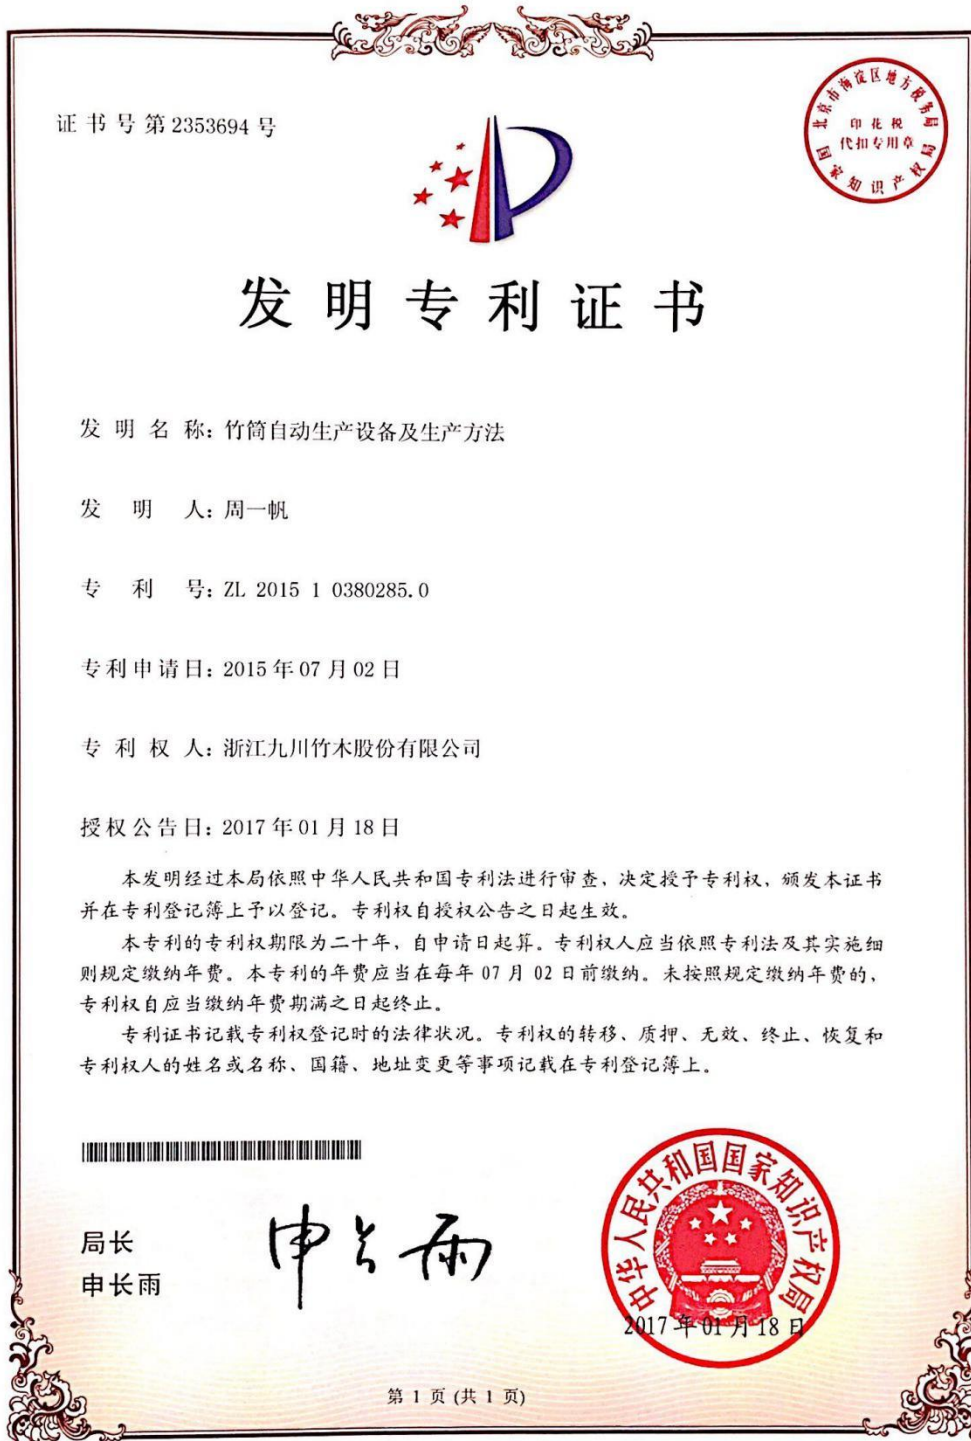 证书号第2353694号
北京市海淀区地方税务局
印花税
代扣专用章
国家知识产权局
发明专利证书
发明名称：竹筒自动生产设备及生产方法
发明人：周一帆
专利号：ZL 2015 1 0380285.0
专利申请日：2015年07月02日
专利权人：浙江九川竹木股份有限公司
授权公告日：2017年01月18日
本发明经过本局依照中华人民共和国专利法进行审查，决定授予专利权，颁发本证书
并在专利登记簿上予以登记。专利权自授权公告之日起生效。
本专利的专利权期限为二十年，自申请日起算。专利权人应当依照专利法及其实施细
则规定缴纳年费。本专利的年费应当在每年07月02日前缴纳。未按照规定缴纳年费的，
专利权自应当缴纳年费期满之日起终止。
专利证书记载专利权登记时的法律状况。专利权的转移、质押、无效、终止、恢复和
专利权人的姓名或名称、国籍、地址变更等事项记载在专利登记簿上。
局长
申长雨
申长雨
中华人民共和国国家知识产权局
2017年01月18日
第1页(共1页)